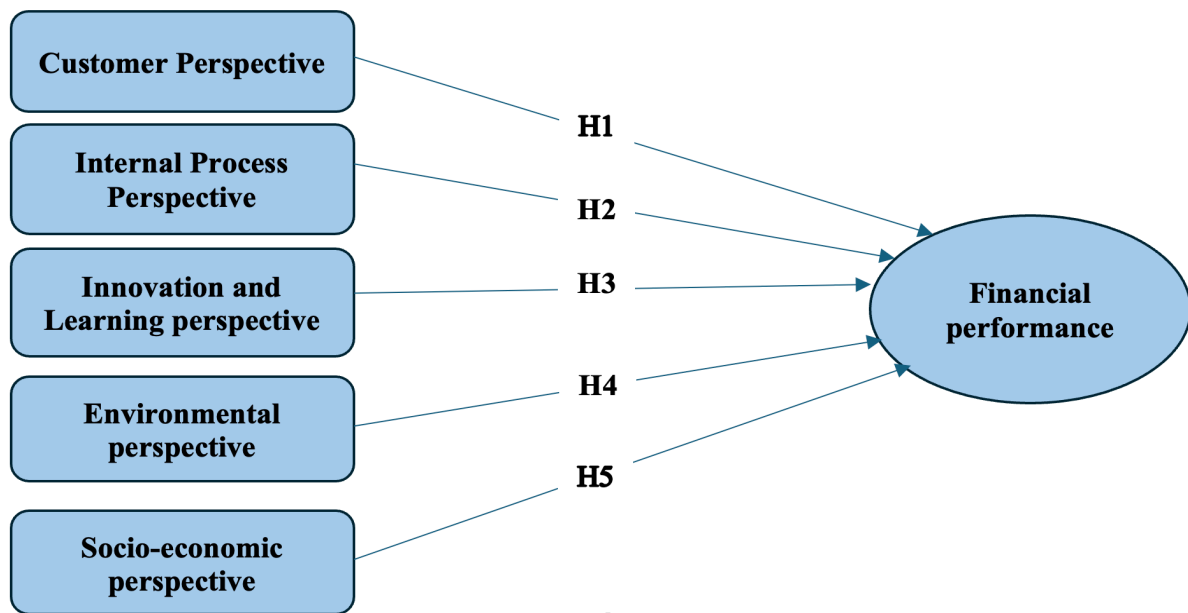 Customer Perspective
H1
Internal Process
Perspective
H2
Innovation and
Learning perspective
H3
Financial
performance
Environmental
perspective
H4
H5
Socio-economic
perspective